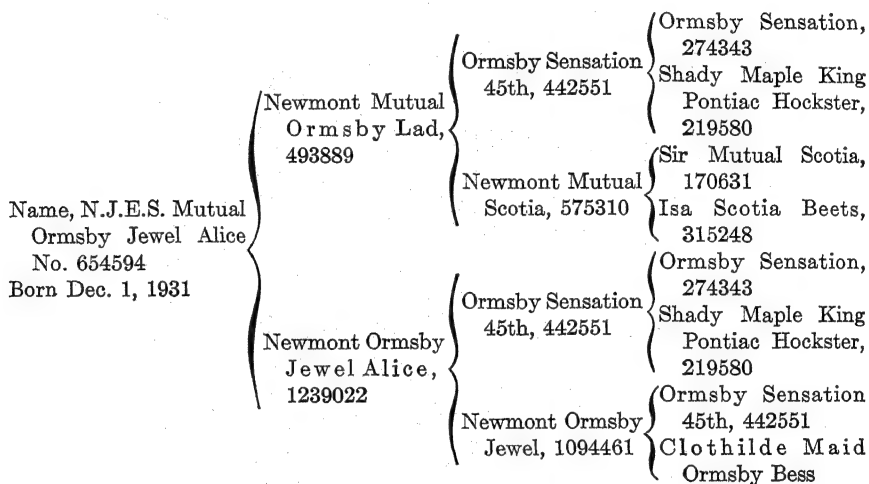 Name, N.J.E.S. Mutual
Ormsby Jewel Alice
No. 654594
Born Dec. 1, 1931
Newmont Mutual
Ormsby Lad,
493889
Newmont Ormsby
Jewel Alice,
1239022
Ormsby Sensation
45th, 442551
Newmont Mutual
Scotia, 575310
Ormsby Sensation
45th, 442551
Newmont Ormsby
Jewel, 1094461
Ormsby Sensation,
274343
Shady Maple King
Pontiac Hockster,
219580
Sir Mutual Scotia,
170631
Isa Scotia Beets,
315248
Ormsby Sensation,
274343
Shady Maple King
Pontiac Hockster,
219580
Ormsby Sensation
45th, 442551
Clothilde Maid
Ormsby Bess